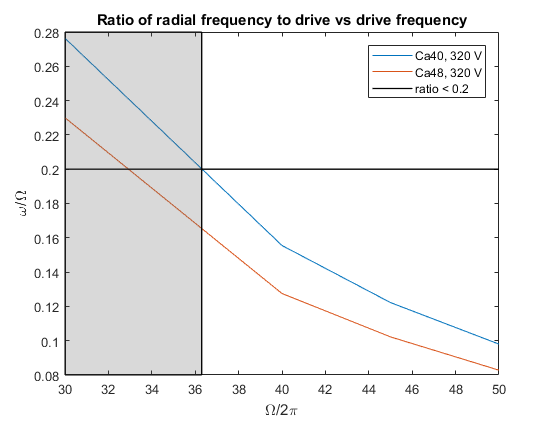 Ratio of radial frequency to drive vs drive frequency
0.28
0.26
0.24
0.22
0.2
0.18
0.16
0.14
0.12
0.1
0.08
ω/Ω
Ca40, 320 V
Ca48, 320 V
ratio < 0.2
30 32 34 36 38 40 42 44 46 48 50
Ω/2π